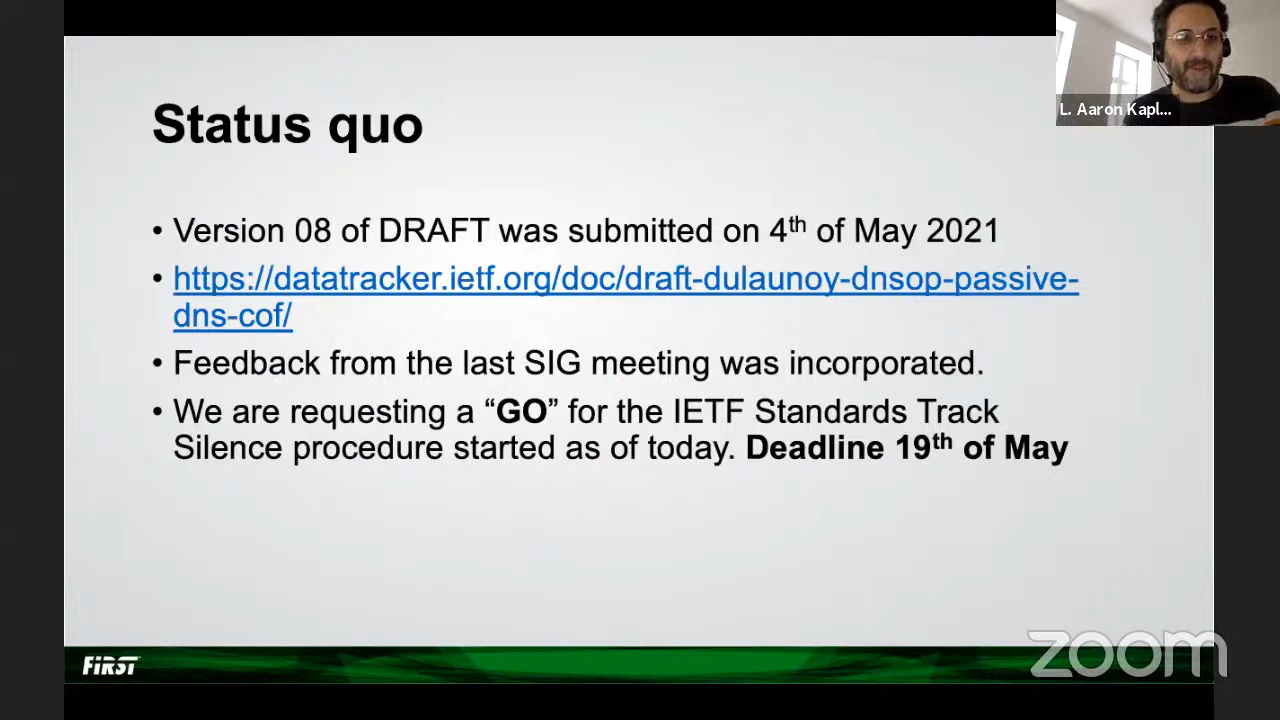 L. Aaron Kapl...
Status quo
• Version 08 of DRAFT was submitted on 4th of May 2021
• https://datatracker.ietf.org/doc/draft-dulaunoy-dnsop-passive-
dns-cof/
• Feedback from the last SIG meeting was incorporated.
• We are requesting a “GO” for the IETF Standards Track
Silence procedure started as of today. Deadline 19th of May
FiRST
zoom